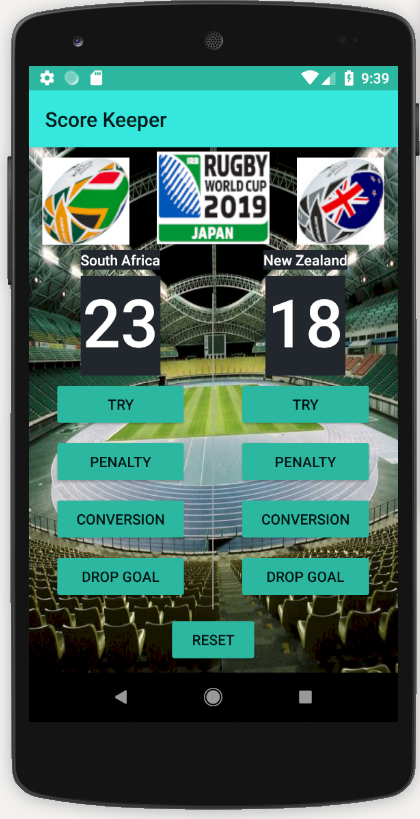 9:39
Score Keeper
IRB
RUGBY
WORLD CUP
2019
JAPAN
South Africa
New Zealand
23
18
TRY
TRY
PENALTY
PENALTY
CONVERSION
CONVERSION
DROP GOAL
DROP GOAL
RESET